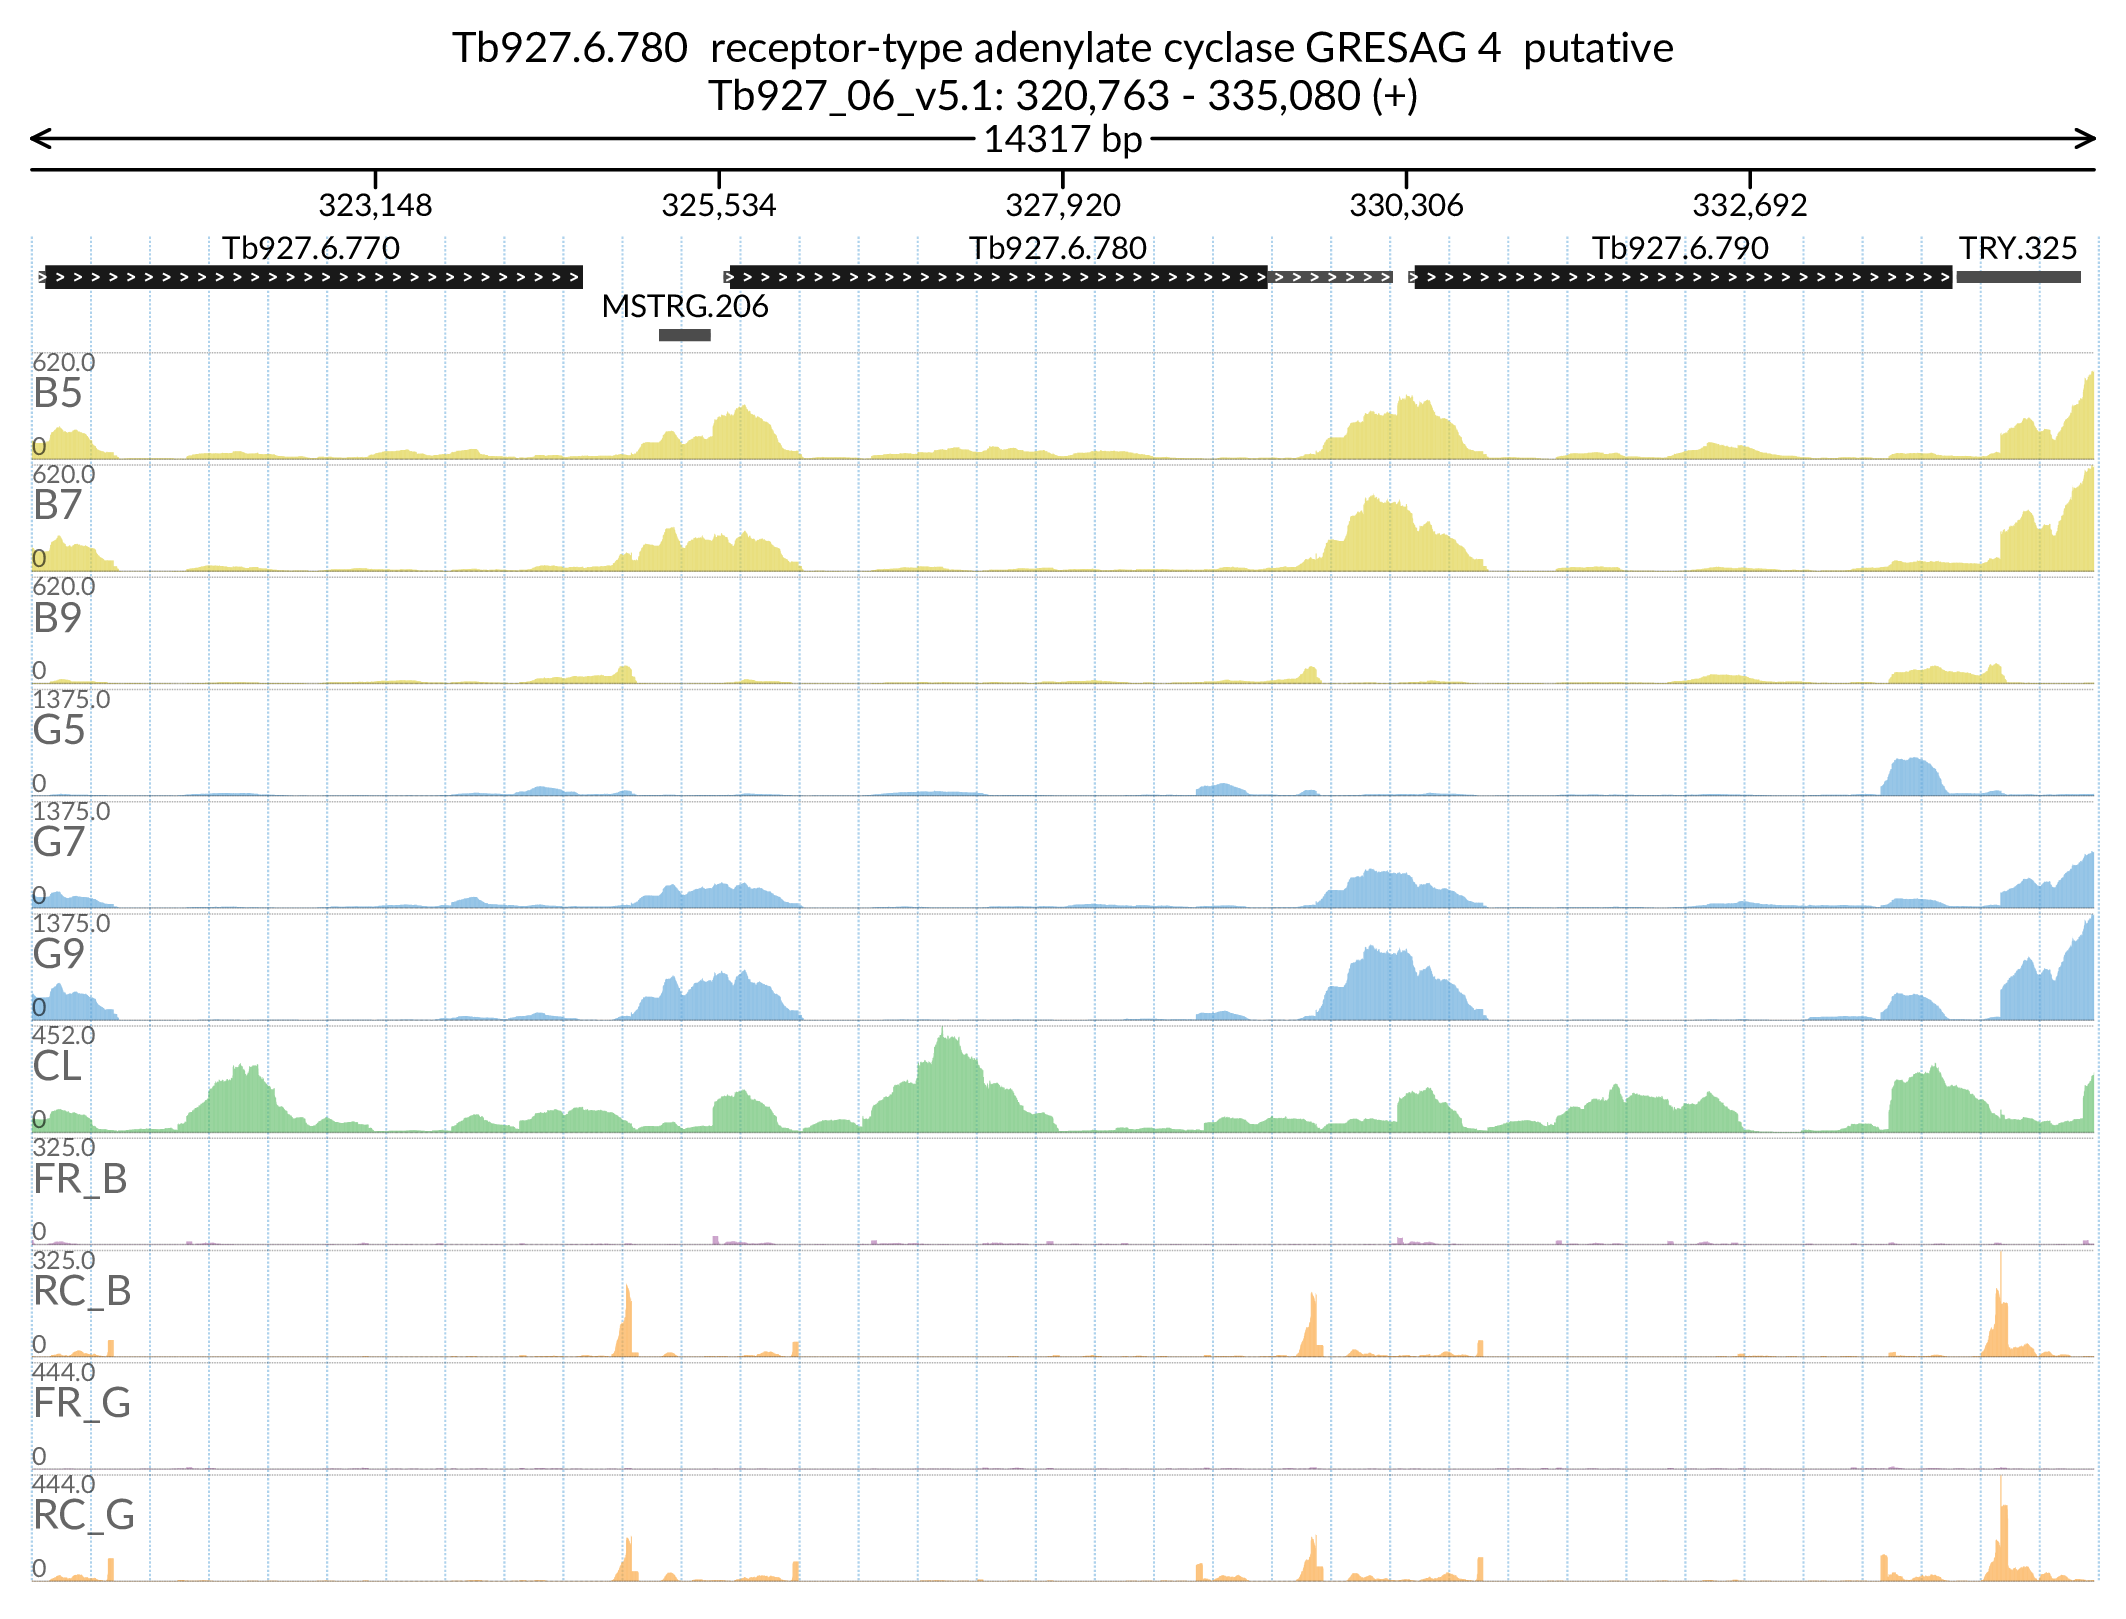 Tb927.6.780  receptor-type adenylate cyclase GRESAG 4  putative
Tb927_06_v5.1: 320,763 - 335,080 (+)
14317 bp
323,148 325,534 327,920 330,306 332,692
Tb927.6.770 Tb927.6.780 Tb927.6.790 TRY.325
MSTRG.206
620.0
B5
0
620.0
B7
0
620.0
B9
0
1375.0
G5
0
1375.0
G7
0
1375.0
G9
0
452.0
CL
0
325.0
FR_B
0
325.0
RC_B
0
444.0
FR_G
0
444.0
RC_G
0